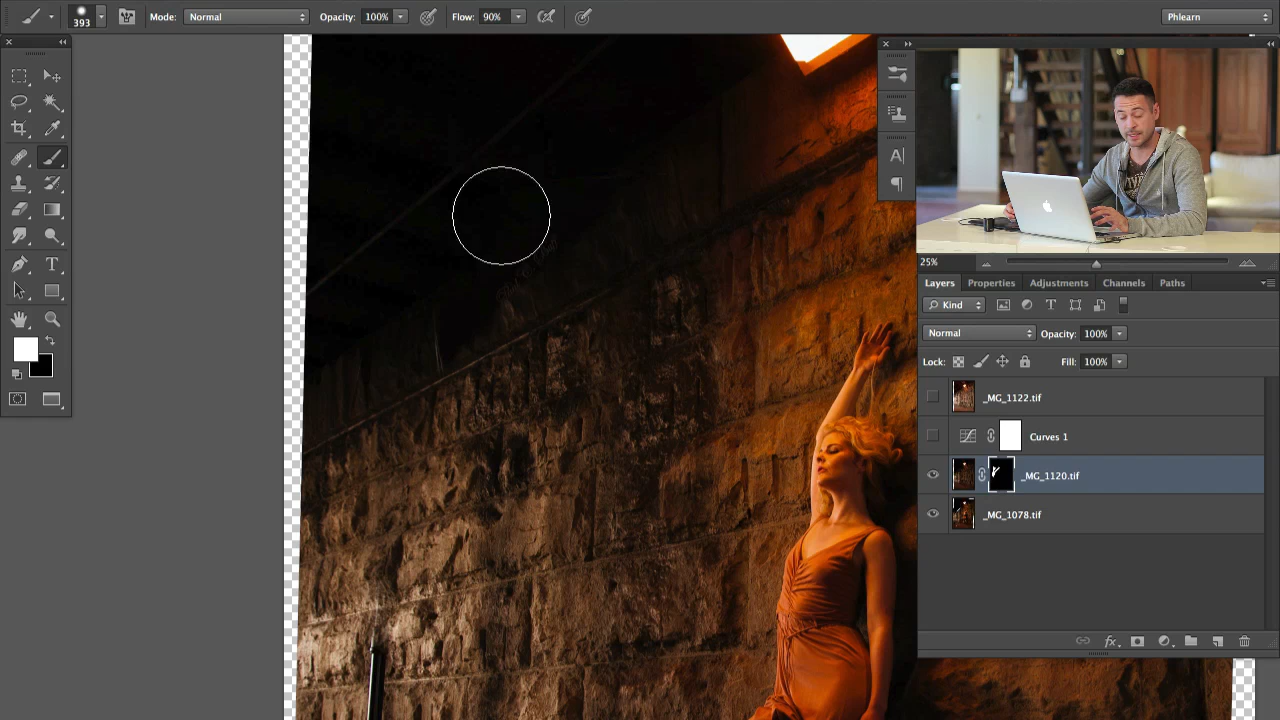 393 Mode: Normal Opacity: 100% Flow: 90% Phlearn
25%
Layers Properties Adjustments Channels Paths
Kind T
Normal Opacity: 100%
Lock: Fill: 100%
_MG_1122.tif
Curves 1
_MG_1120.tif
_MG_1078.tif
fx
A
T